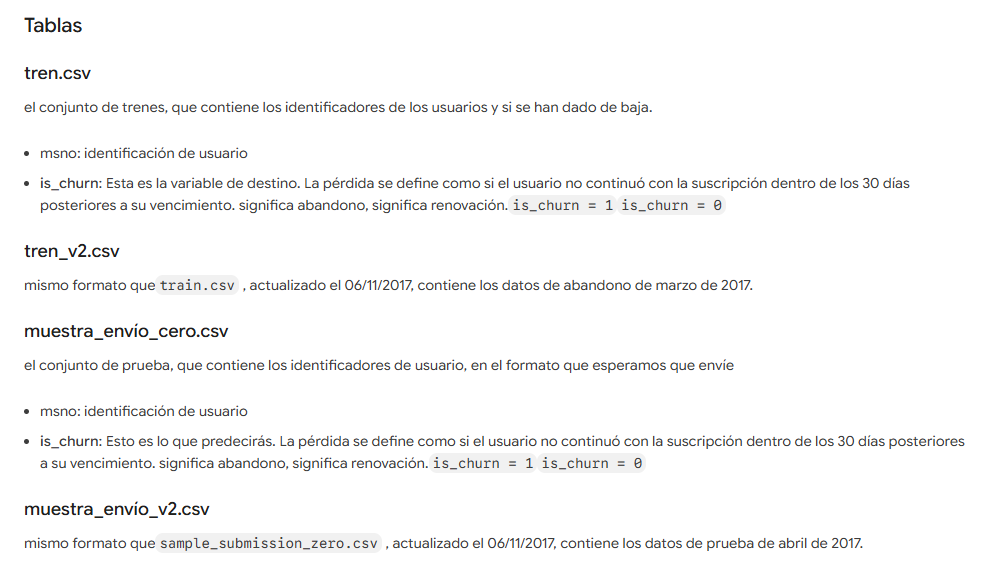 Tablas
tren.csv
el conjunto de trenes, que contiene los identificadores de los usuarios y si se han dado de baja.
• msno: identificación de usuario
• is_churn: Esta es la variable de destino. La pérdida se define como si el usuario no continuó con la suscripción dentro de los 30 días
posteriores a su vencimiento. significa abandono, significa renovación. is_churn = 1 is_churn = 0
tren_v2.csv
mismo formato que train.csv , actualizado el 06/11/2017, contiene los datos de abandono de marzo de 2017.
muestra_envío_cero.csv
el conjunto de prueba, que contiene los identificadores de usuario, en el formato que esperamos que envíe
• msno: identificación de usuario
• is_churn: Esto es lo que predecirás. La pérdida se define como si el usuario no continuó con la suscripción dentro de los 30 días posteriores
a su vencimiento. significa abandono, significa renovación. is_churn = 1 is_churn = 0
muestra_envío_v2.csv
mismo formato que sample_submission_zero.csv , actualizado el 06/11/2017, contiene los datos de prueba de abril de 2017.